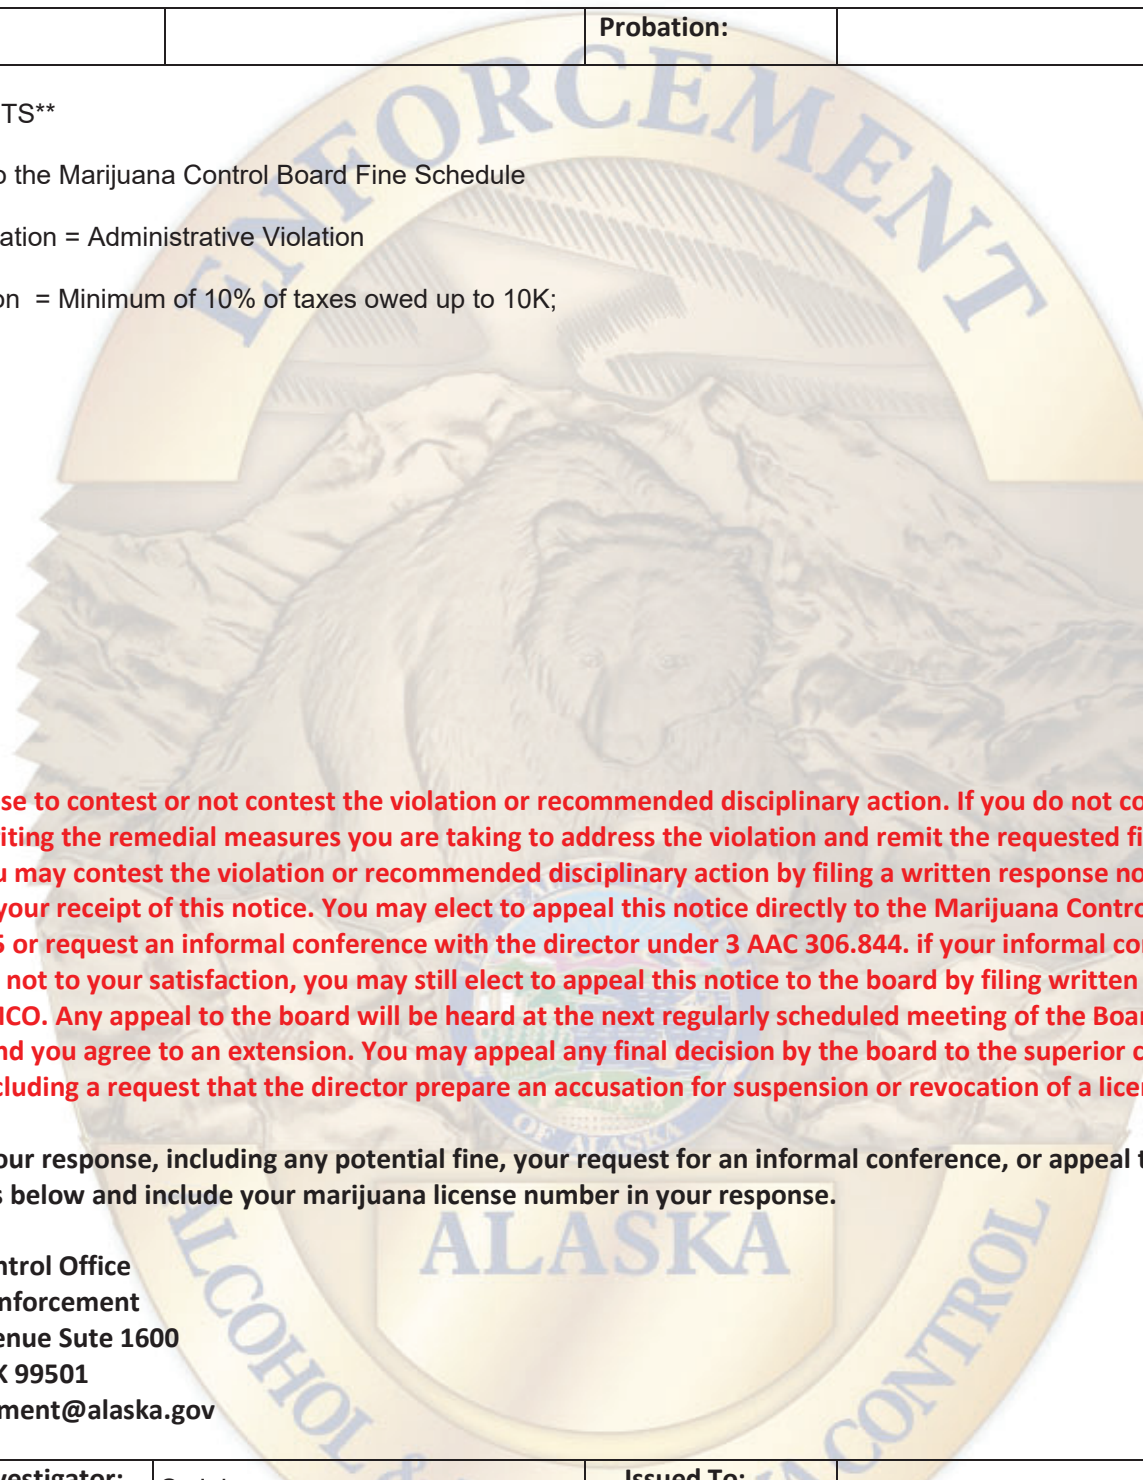 Probation:
TS**
o the Marijuana Control Board Fine Schedule
ation = Administrative Violation
on = Minimum of 10% of taxes owed up to 10K;
se to contest or not contest the violation or recommended disciplinary action. If you do not co
iting the remedial measures you are taking to address the violation and remit the requested fi
u may contest the violation or recommended disciplinary action by filing a written response no
your receipt of this notice. You may elect to appeal this notice directly to the Marijuana Contro
5 or request an informal conference with the director under 3 AAC 306.844. if your informal co
not to your satisfaction, you may still elect to appeal this notice to the board by filing written
ICO. Any appeal to the board will be heard at the next regularly scheduled meeting of the Boar
nd you agree to an extension. You may appeal any final decision by the board to the superior c
cluding a request that the director prepare an accusation for suspension or revocation of a lice
our response, including any potential fine, your request for an informal conference, or appeal t
s below and include your marijuana license number in your response.
ntrol Office
nforcement
enue Sute 1600
K 99501
ment@alaska.gov
vestigator:
Issued To:
ENFORCEMENT
OF ALASKA
ALASKA
ALCOHOL &
A CONTROL